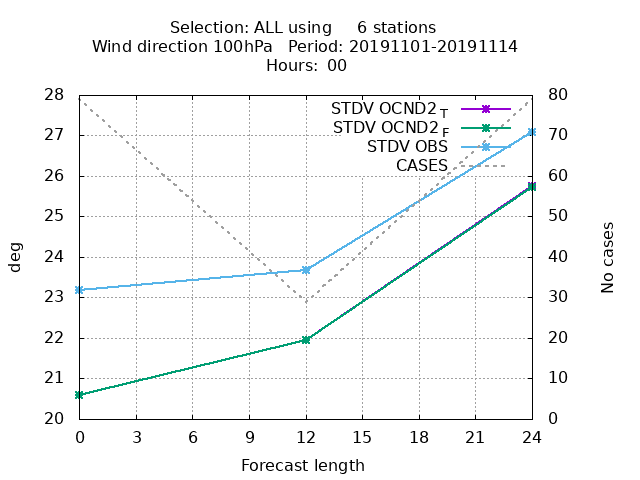 Selection: ALL using 6 stations
Wind direction 100hPa Period: 20191101-20191114
Hours: 00
28
27
26
25
24
23
22
21
20
80
70
60
50
40
30
20
10
0
deg
No cases
STDV OCND2 T
STDV OCND2 F
STDV OBS
CASES
0 3 6 9 12 15 18 21 24
Forecast length